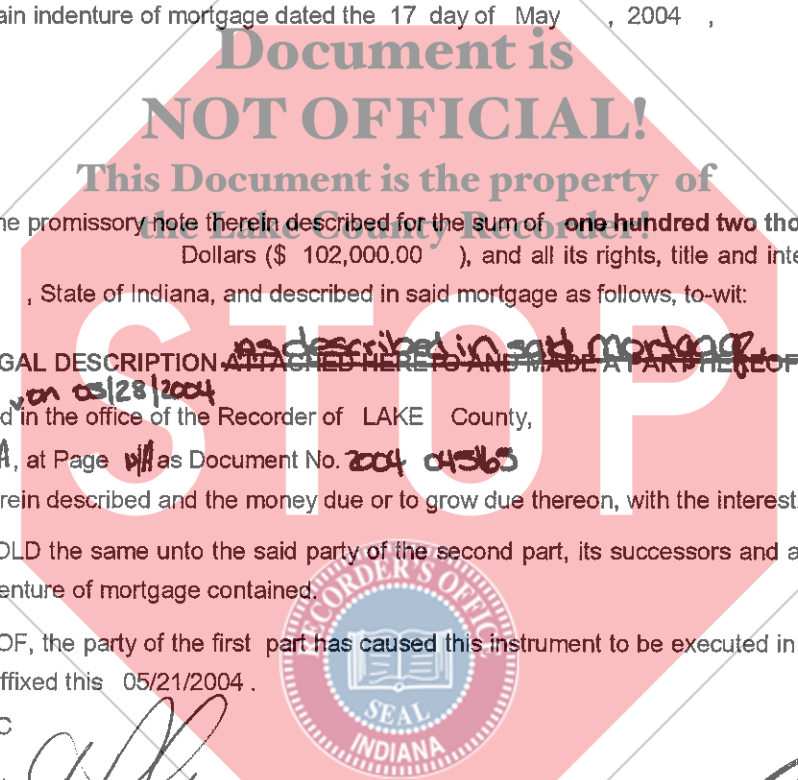 ain indenture of mortgage dated the 17 day of May , 2004 ,
Document is
NOT OFFICIAL!
This Document is the property of
the Lake County Recorder!
he promissory note therein described for the sum of one hundred two tho
Dollars ($ 102,000.00 ), and all its rights, title and inte
, State of Indiana, and described in said mortgage as follows, to-wit:
as described in said mortgage.
GAL DESCRIPTION ATTACHED HERETO AND MADE A PART HEREOF
on 05/28/2004
d in the office of the Recorder of LAKE County,
, at Page N/A as Document No. 2004
rein described and the money due or to grow due thereon, with the interest
STOP
OLD the same unto the said party of the second part, its successors and a
enture of mortgage contained.
OF, the party of the first part has caused this instrument to be executed in
ffixed this 05/21/2004 .
C
RECORDER'S OFFICE
SEAL
INDIANA